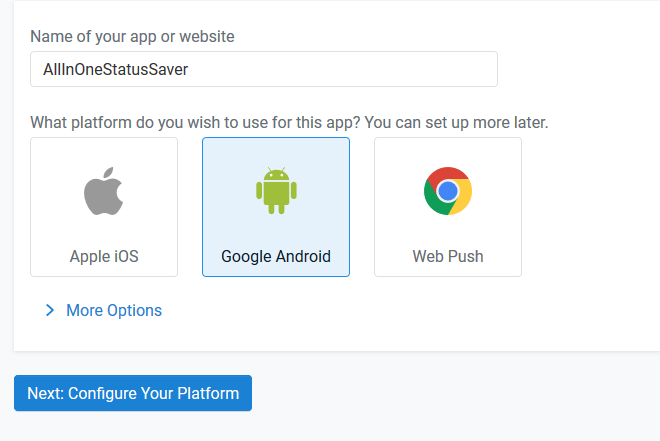 Name of your app or website
AllInOneStatusSaver
What platform do you wish to use for this app? You can set up more later.
Apple iOS
Google Android
Web Push
More Options
Next: Configure Your Platform